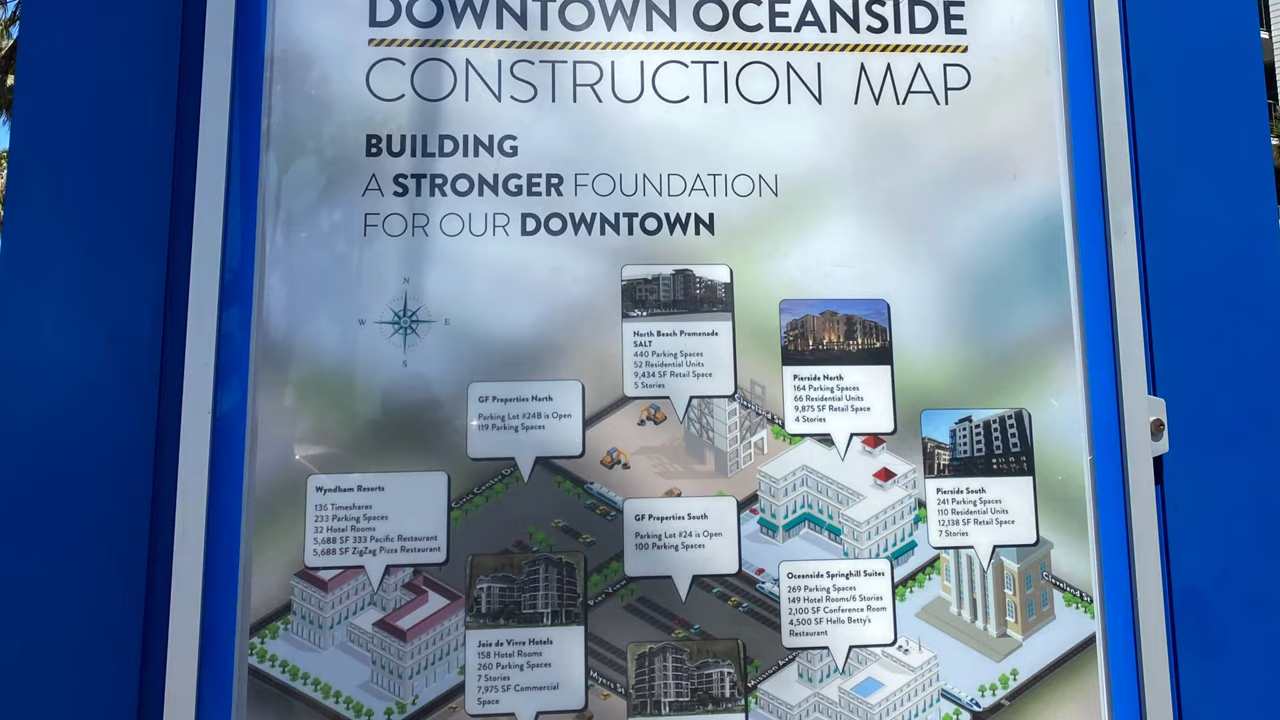 DOWNTOWN OCEANSIDE
CONSTRUCTION MAP
BUILDING
A STRONGER FOUNDATION
FOR OUR DOWNTOWN
N
W E
S
North Beach Promenade
SALT
440 Parking Spaces
52 Residential Units
9,434 SF Retail Space
5 Stories
Pierside North
164 Parking Spaces
66 Residential Units
9,875 SF Retail Space
4 Stories
GF Properties North
Parking Lot #24B is Open
119 Parking Spaces
Cleveland St
Pierside South
241 Parking Spaces
110 Residential Units
12,138 SF Retail Space
7 Stories
Wyndham Resorts
136 Timeshares
233 Parking Spaces
32 Hotel Rooms
5,688 SF 333 Pacific Restaurant
5,688 SF ZigZag Pizza Restaurant
Civic Center Dr
GF Properties South
Parking Lot #24 is Open
100 Parking Spaces
Oceanside Springhill Suites
269 Parking Spaces
149 Hotel Rooms/6 Stories
2,100 SF Conference Room
4,500 SF Hello Betty's
Restaurant
Cleveland St
Pier View
Joie de Vivre Hotels
158 Hotel Rooms
260 Parking Spaces
7 Stories
7,975 SF Commercial
Space
Myers St
Mission Ave